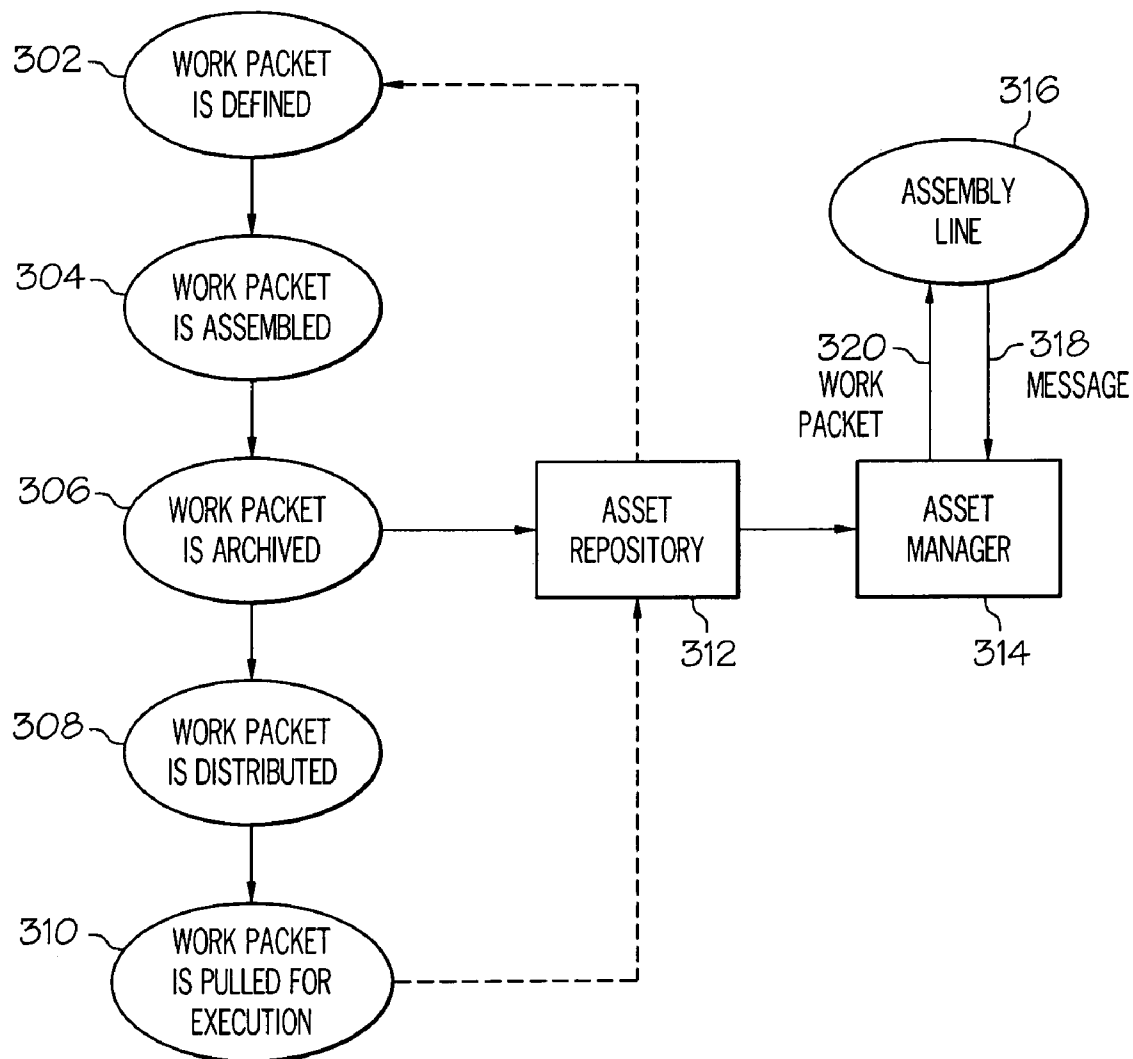 302
WORK PACKET
IS DEFINED
304
WORK PACKET
IS ASSEMBLED
306
WORK PACKET
IS ARCHIVED
308
WORK PACKET
IS DISTRIBUTED
310
WORK PACKET
IS PULLED FOR
EXECUTION
ASSET
REPOSITORY
312
316
ASSEMBLY
LINE
320
WORK
PACKET
318
MESSAGE
ASSET
MANAGER
314